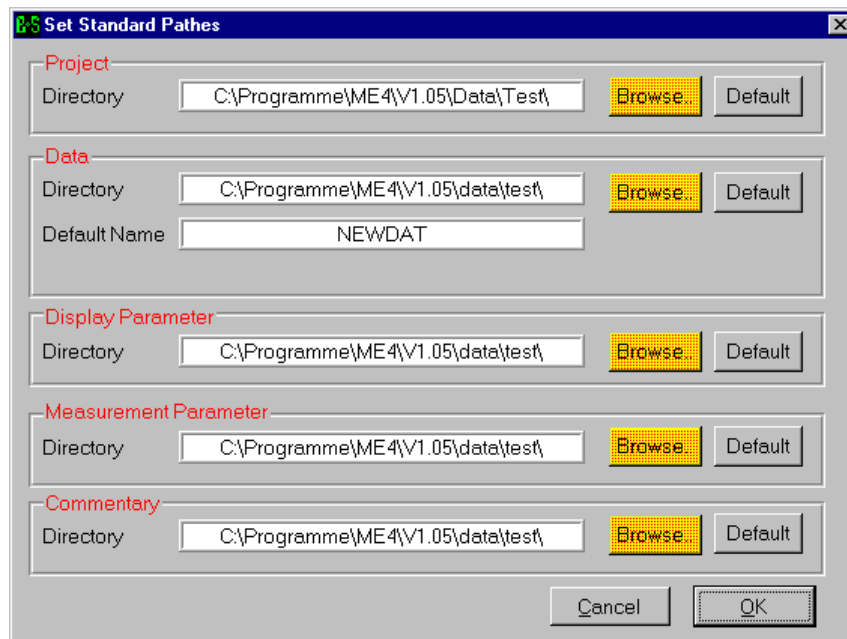 B&S Set Standard Pathes
Project
Directory C:\Programme\ME4\V1.05\Data\Test\ Browse.. Default
Data
Directory C:\Programme\ME4\V1.05\data\test\ Browse.. Default
Default Name NEWDAT
Display Parameter
Directory C:\Programme\ME4\V1.05\data\test\ Browse.. Default
Measurement Parameter
Directory C:\Programme\ME4\V1.05\data\test\ Browse.. Default
Commentary
Directory C:\Programme\ME4\V1.05\data\test\ Browse.. Default
Cancel OK